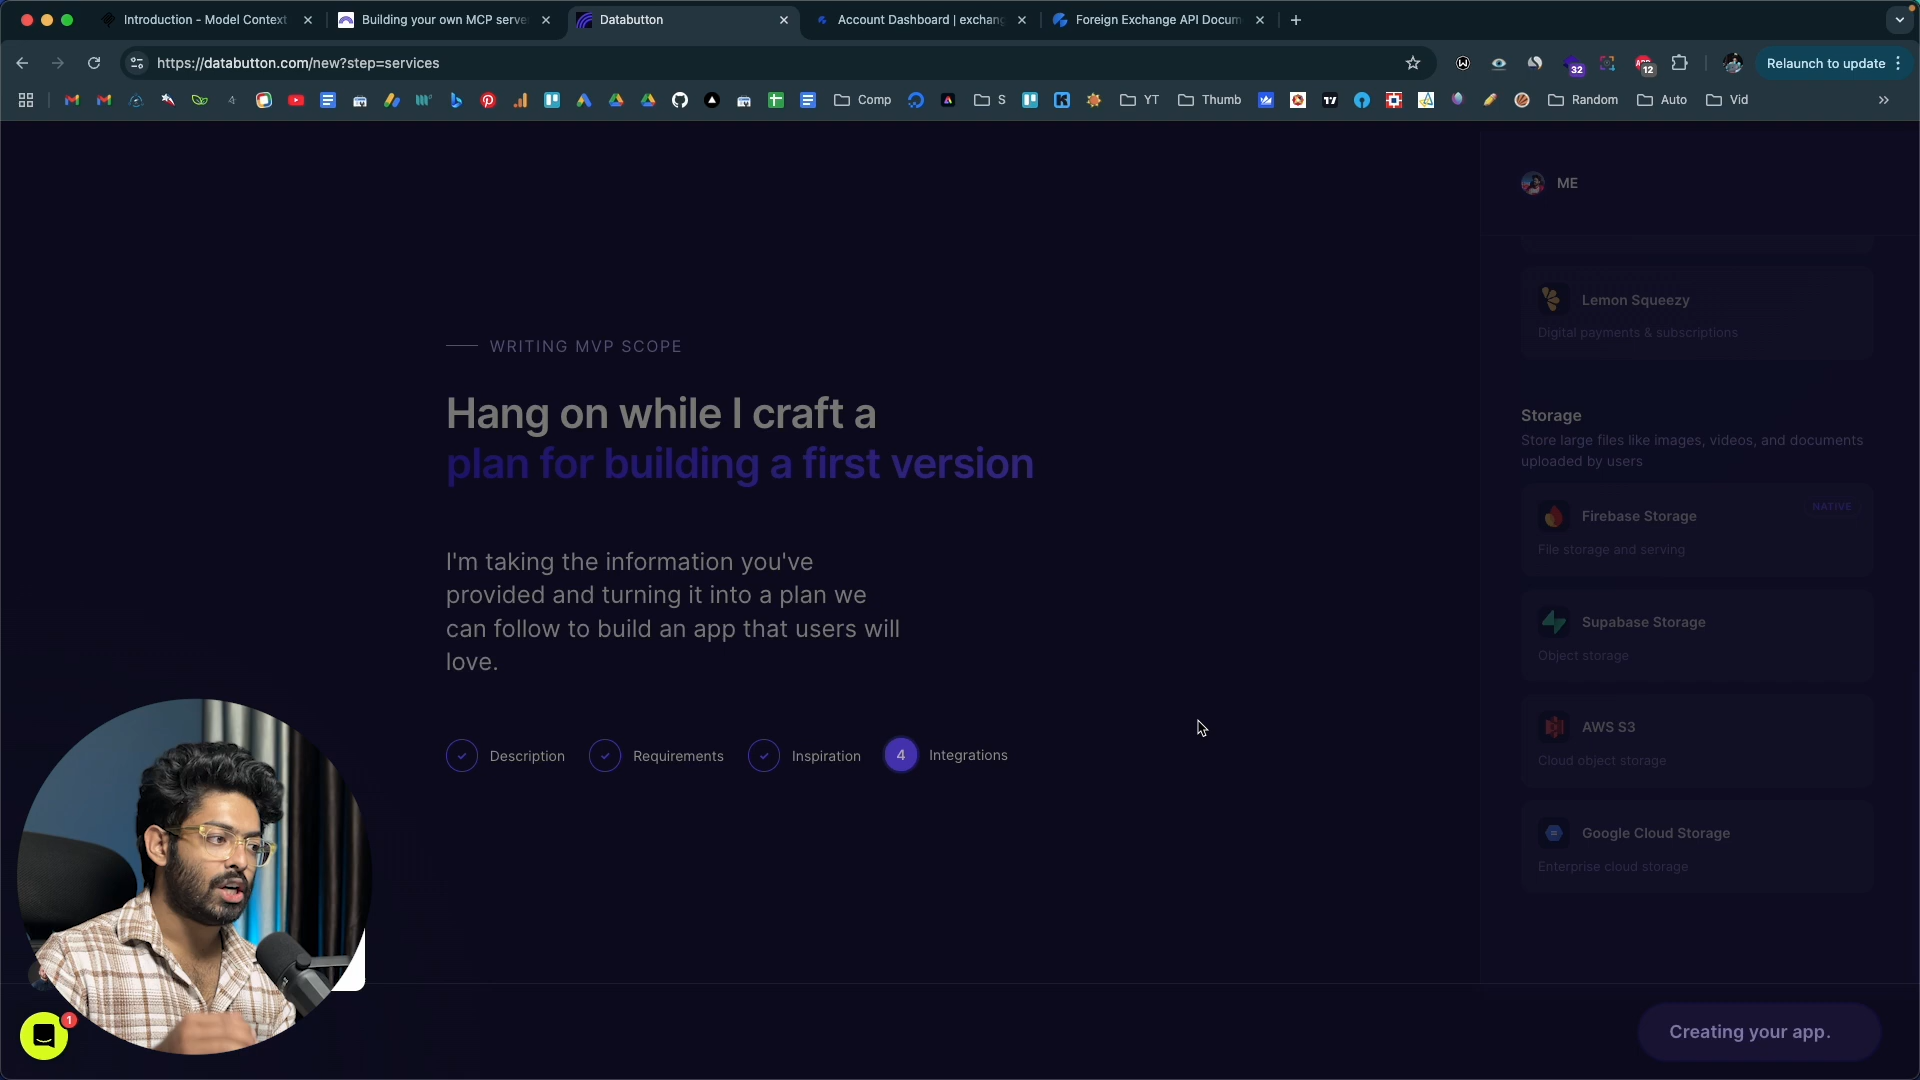 Introduction - Model Context
Building your own MCP serve
Databutton
Account Dashboard | exchang
Foreign Exchange API Docum
https://databutton.com/new?step=services
32
12
Relaunch to update
Comp
S
YT
Thumb
Random
Auto
Vid
ME
Lemon Squeezy
Digital payments & subscriptions
WRITING MVP SCOPE
Hang on while I craft a
plan for building a first version
I'm taking the information you've
provided and turning it into a plan we
can follow to build an app that users will
love.
Description
Requirements
Inspiration
4
Integrations
Storage
Store large files like images, videos, and documents
uploaded by users
Firebase Storage
NATIVE
File storage and serving
Supabase Storage
Object storage
AWS S3
Cloud object storage
Google Cloud Storage
Enterprise cloud storage
1
Creating your app.